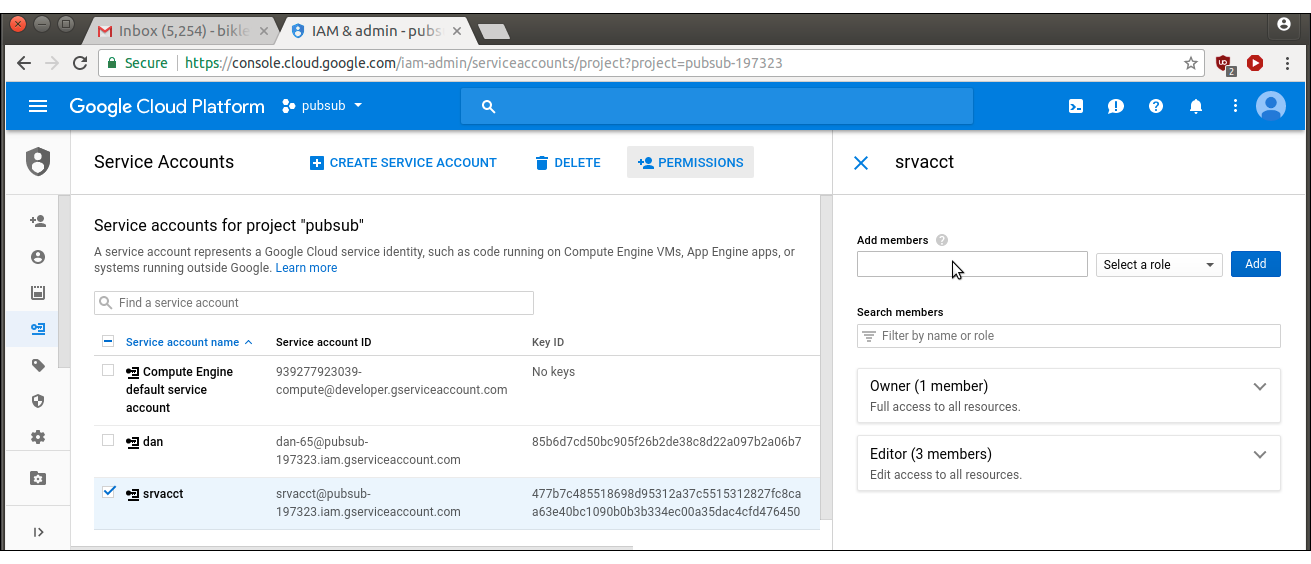 Inbox (5,254) - bikle
IAM & admin - pubs
Secure
https://console.cloud.google.com/iam-admin/serviceaccounts/project?project=pubsub-197323
2
Google Cloud Platform
pubsub
Service Accounts
CREATE SERVICE ACCOUNT
DELETE
PERMISSIONS
Service accounts for project "pubsub"
A service account represents a Google Cloud service identity, such as code running on Compute Engine VMs, App Engine apps, or
systems running outside Google. Learn more
Find a service account
Service account name
Service account ID
Key ID
Compute Engine
default service
account
939277923039-
compute@developer.gserviceaccount.com
No keys
dan
dan-65@pubsub-
197323.iam.gserviceaccount.com
85b6d7cd50bc905f26b2de38c8d22a097b2a06b7
srvacct
srvacct@pubsub-
197323.iam.gserviceaccount.com
477b7c485518698d95312a37c5515312827fc8ca
a63e40bc1090b0b3b334ec00a35dac4cfd476450
srvacct
Add members
Select a role
Add
Search members
Filter by name or role
Owner (1 member)
Full access to all resources.
Editor (3 members)
Edit access to all resources.